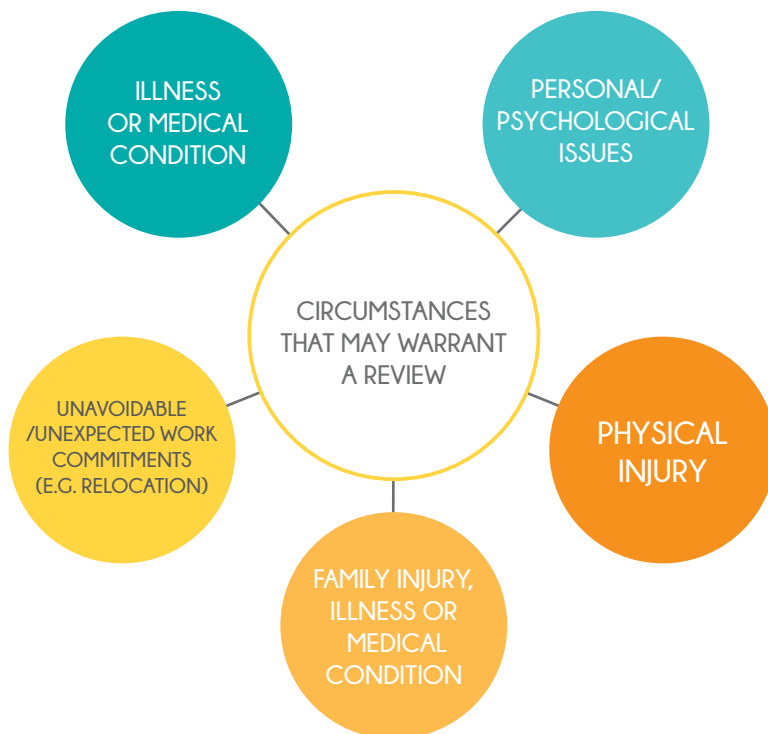 ILLNESS
OR MEDICAL
CONDITION
PERSONAL/
PSYCHOLOGICAL
ISSUES
CIRCUMSTANCES
THAT MAY WARRANT
A REVIEW
UNAVOIDABLE
/UNEXPECTED WORK
COMMITMENTS
(E.G. RELOCATION)
PHYSICAL
INJURY
FAMILY INJURY,
ILLNESS OR
MEDICAL
CONDITION